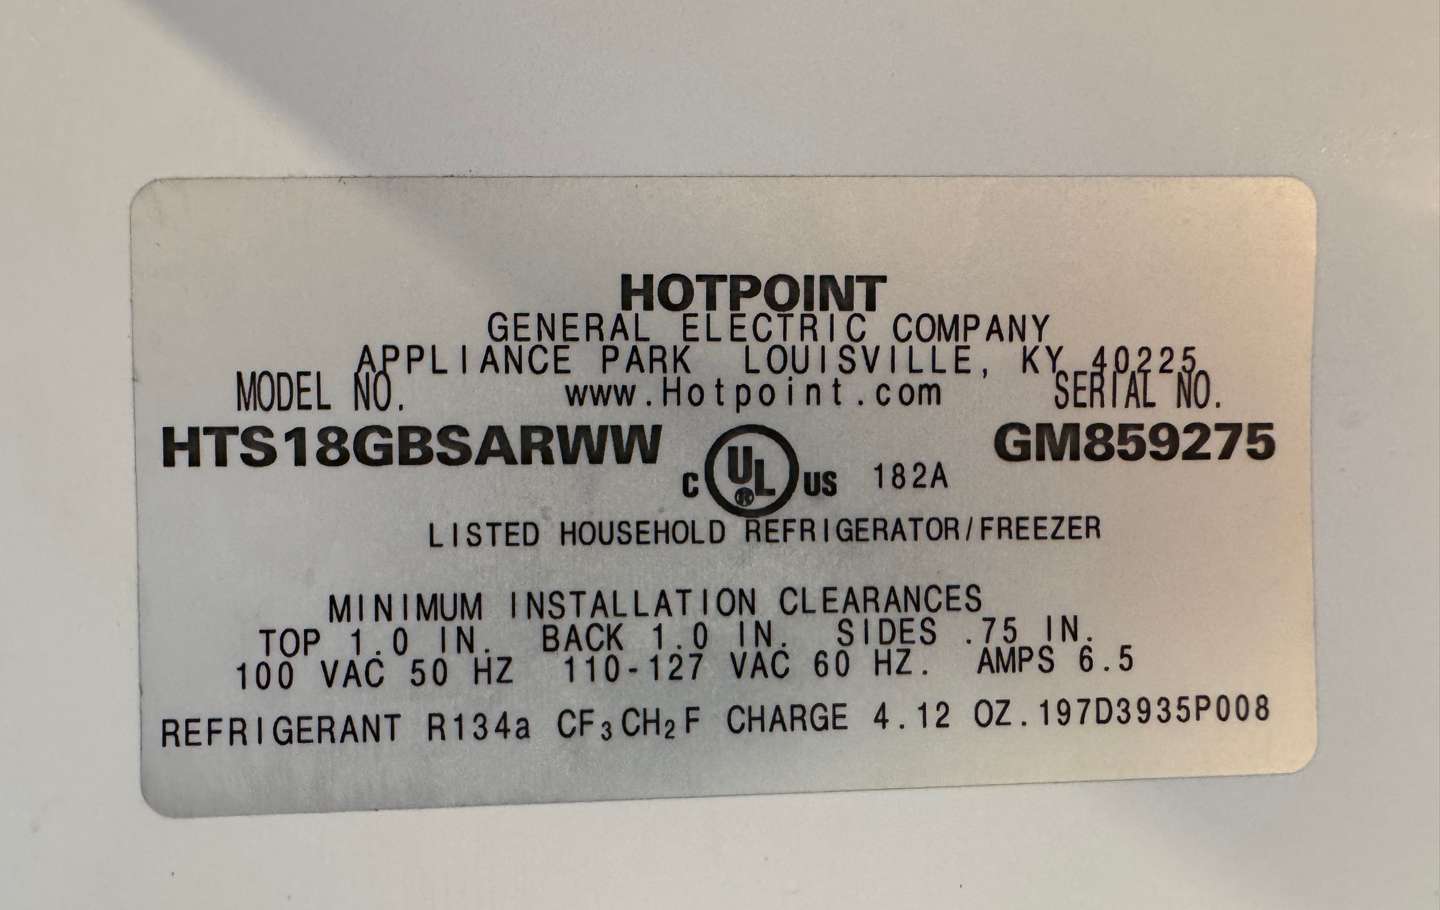 HOTPOINT
GENERAL ELECTRIC COMPANY
APPLIANCE PARK LOUISVILLE, KY 40225
MODEL NO. www.Hotpoint.com SERIAL NO.
HTS18GBSARWW C UL ® US 182A GM859275
LISTED HOUSEHOLD REFRIGERATOR/FREEZER
MINIMUM INSTALLATION CLEARANCES
TOP 1.0 IN. BACK 1.0 IN. SIDES .75 IN.
100 VAC 50 HZ 110-127 VAC 60 HZ. AMPS 6.5
REFRIGERANT R134a CF₃CH₂F CHARGE 4.12 OZ.197D3935P008